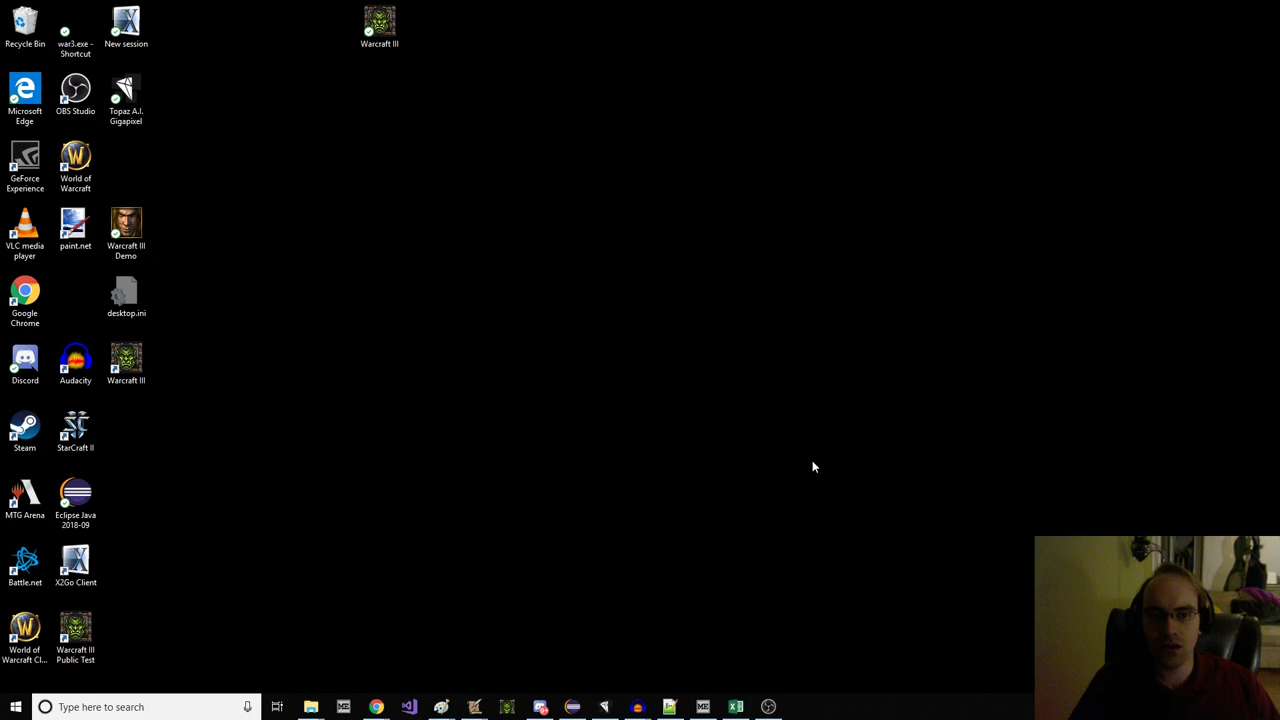 Recycle Bin
war3.exe -
Shortcut
New session
Warcraft III
Microsoft
Edge
OBS Studio
Topaz A.I.
Gigapixel
GeForce
Experience
World of
Warcraft
VLC media
player
paint.net
Warcraft III
Demo
Google
Chrome
desktop.ini
Discord
Audacity
Warcraft III
Steam
StarCraft II
MTG Arena
Eclipse Java
2018-09
Battle.net
X2Go Client
World of
Warcraft Cl...
Warcraft III
Public Test
Type here to search